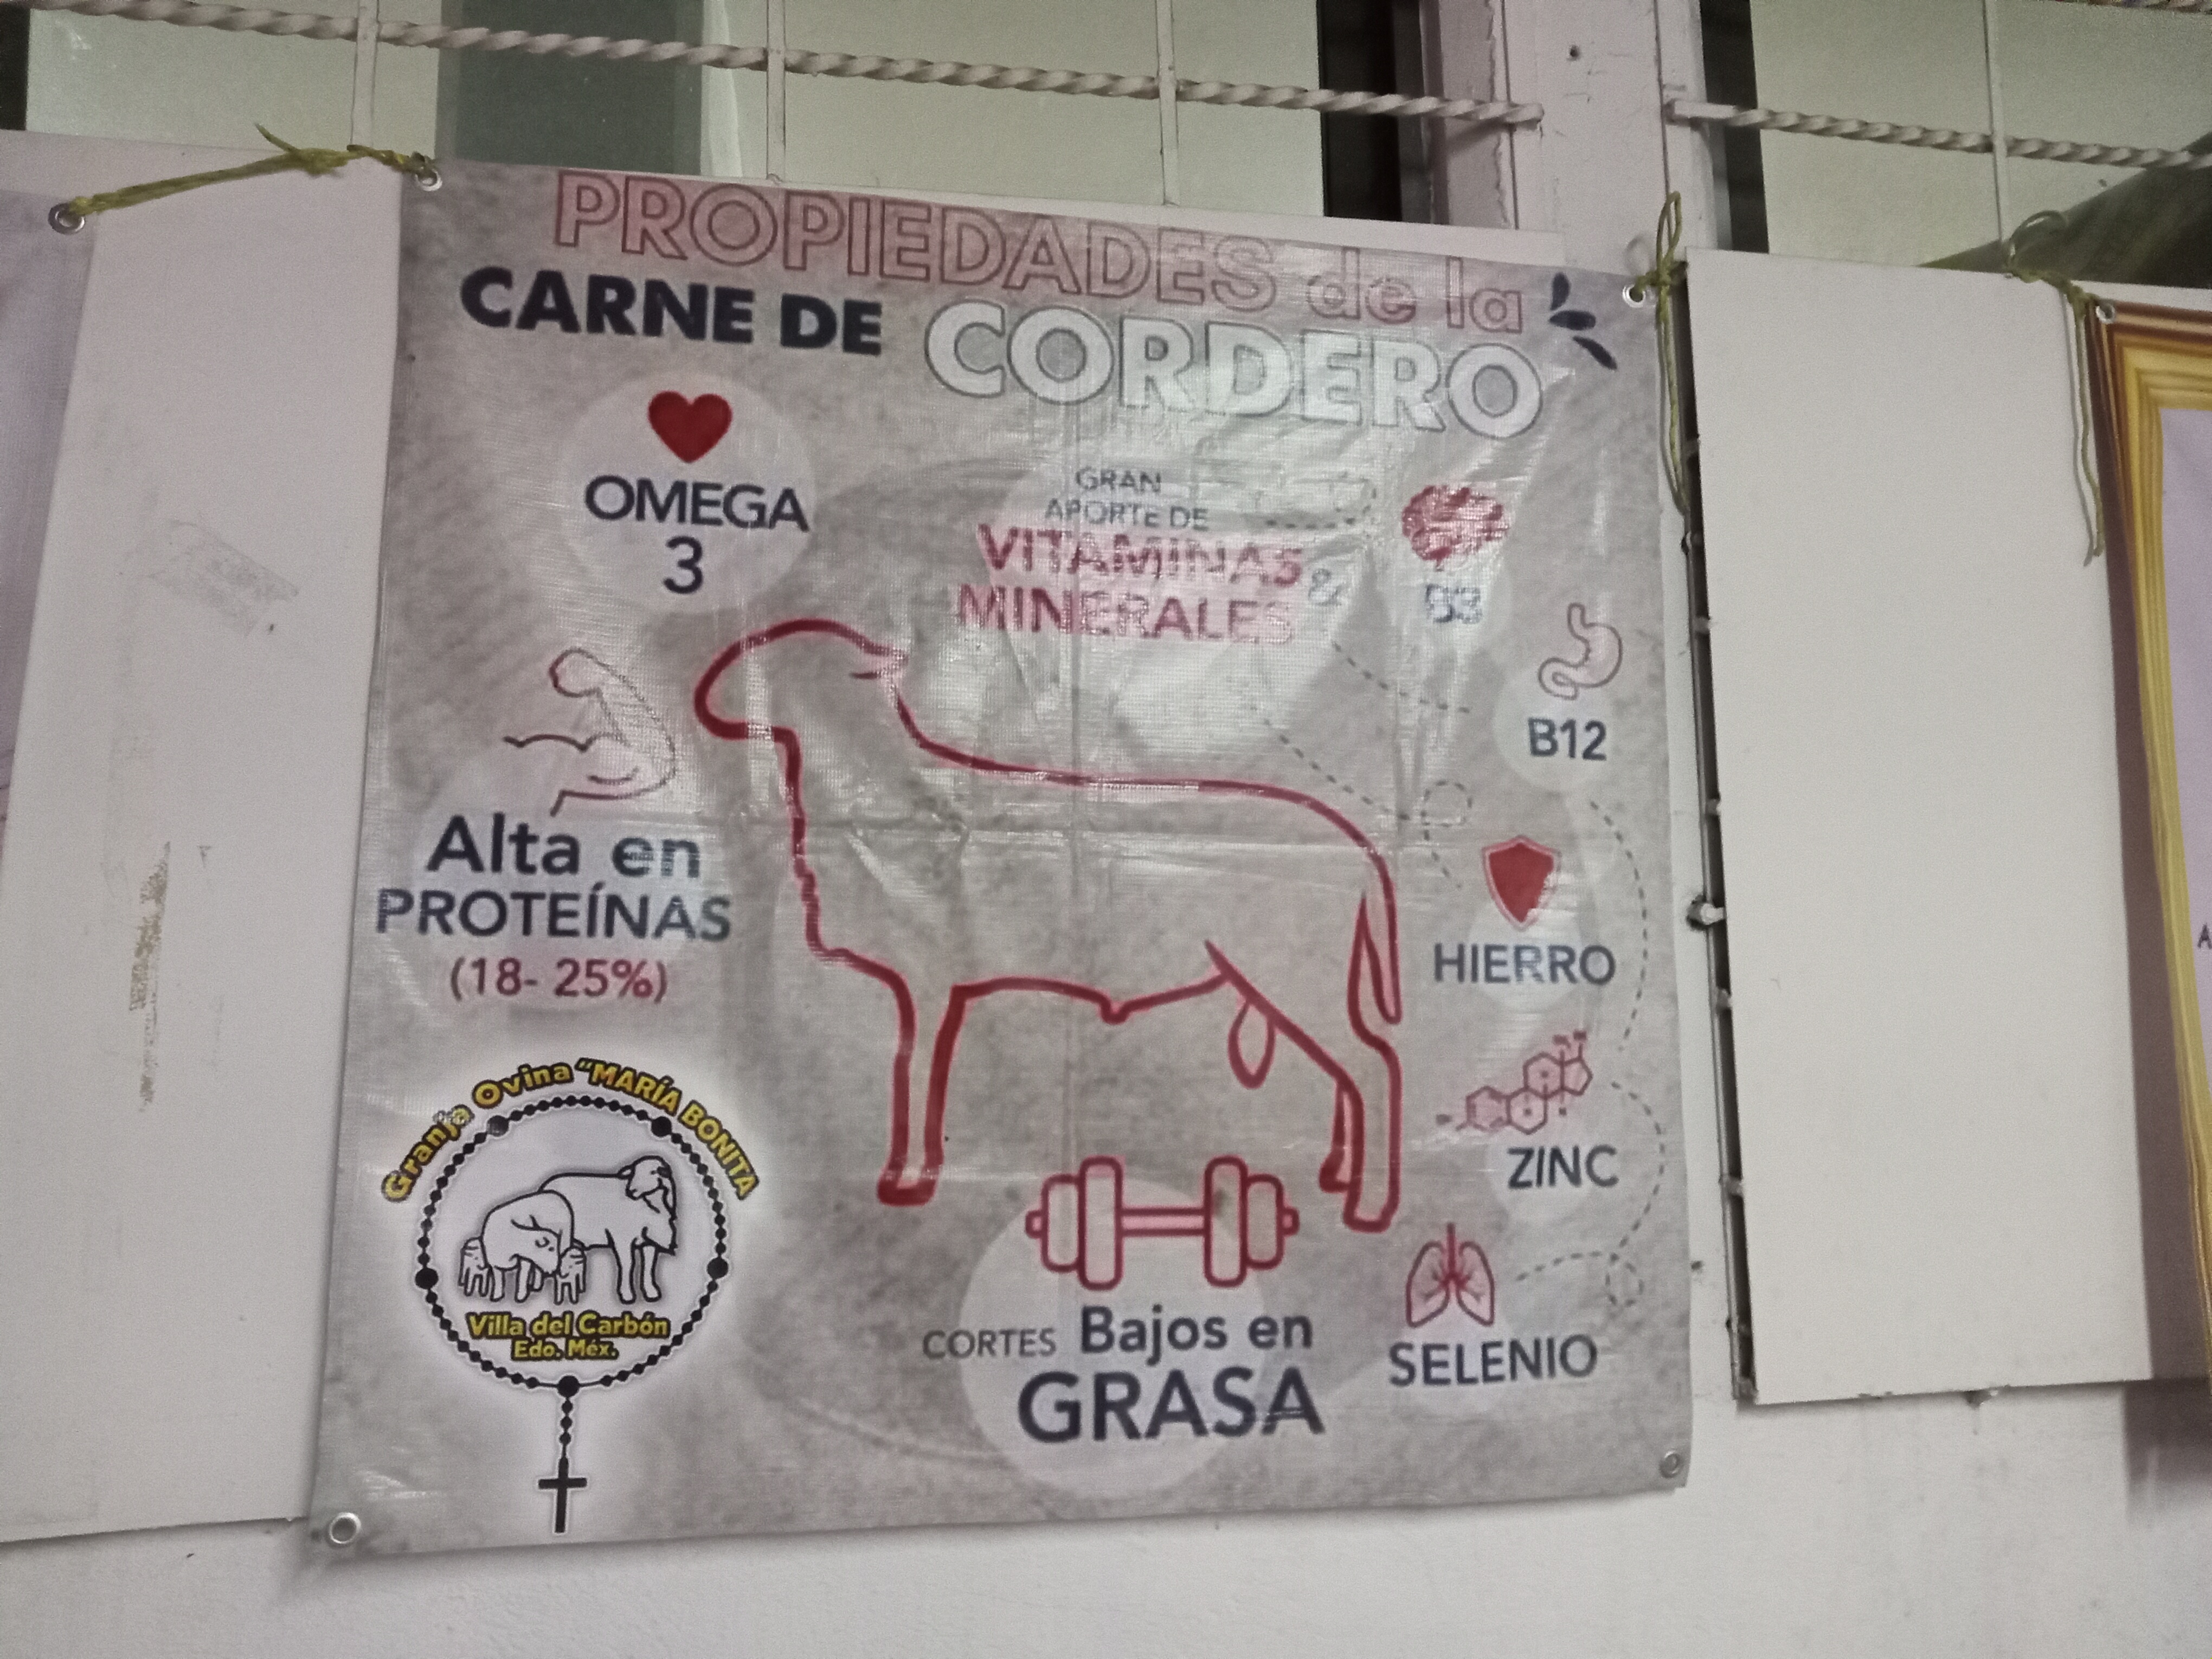 PROPIEDADES de la
CARNE DE CORDERO
OMEGA
3
GRAN
APORTE DE
VITAMINAS &
MINERALES
B3
B12
Alta en
PROTEÍNAS
(18- 25%)
HIERRO
ZINC
SELENIO
CORTES Bajos en
GRASA
Granja Ovina "MARÍA BONITA
Villa del Carbón
Edo. Méx.